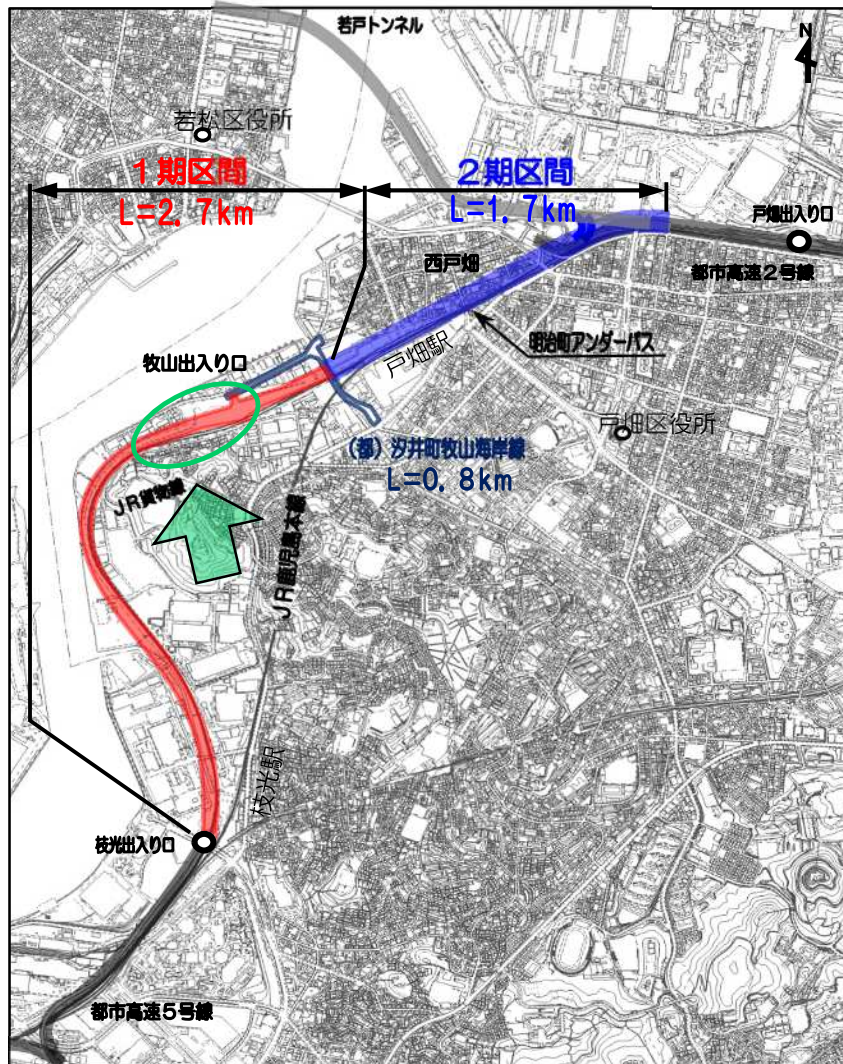 若戸トンネル
N
若松区役所
1期区間
L=2.7km
2期区間
L=1.7km
戸畑出入り口
都市高速2号線
西戸畑
明治町アンダーパス
戸畑駅
牧山出入り口
戸畑区役所
(都)汐井町牧山海岸線
L=0.8km
JR貨物線
JR鹿児島本線
枝光駅
枝光出入り口
都市高速5号線